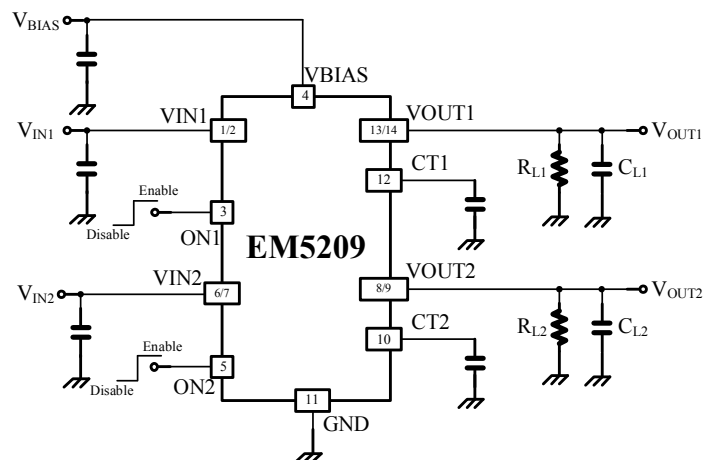 VBIAS
VBIAS
4
VIN1
VOUT1
VIN1
1/2
13/14
VOUT1
CT1
RL1
CL1
12
Enable
3
Disable
ON1
EM5209
VIN2
VOUT2
VIN2
6/7
8/9
VOUT2
CT2
RL2
CL2
Enable
10
5
Disable
ON2
11
GND